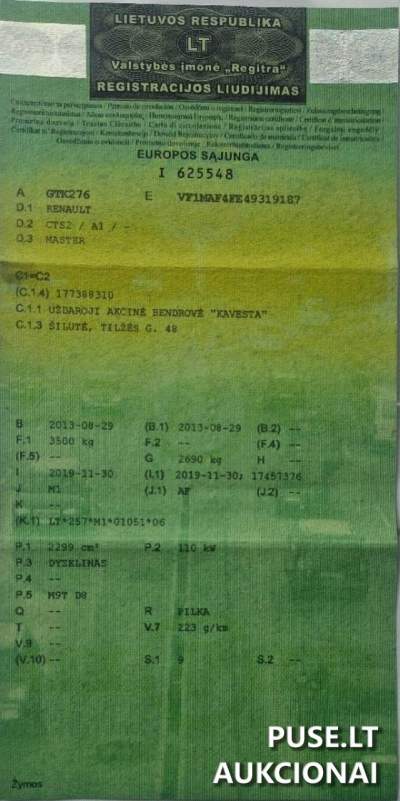 LIETUVOS RESPUBLIKA
LT
Valstybės įmonė „Regitra“
REGISTRACIJOS LIUDIJIMAS
EUROPOS SĄJUNGA
I 625548
A GTK276 E VF1MAF4FE49319187
D.1 RENAULT
D.2 CTS2 / A1 / -
D.3 MASTER
C1=C2
(C.1.4) 177388310
C.1.1 UŽDAROJI AKCINĖ BENDROVĖ "KAVESTA"
C.1.3 ŠILUTĖ, TILŽĖS G. 48
B 2013-08-29 (B.1) 2013-08-29 (B.2) --
F.1 3500 kg F.2 -- (F.4) --
(F.5) -- G 2690 kg H --
I 2019-11-30 (I.1) 2019-11-30; 17457376
J M1 (J.1) AF (J.2) --
K --
(K.1) LT*257*M1*01051*06
P.1 2299 cm³ P.2 110 kW
P.3 DYZELINAS
P.4 --
P.5 M9T D8
Q -- R PILKA
T -- V.7 223 g/km
V.9 --
(V.10) -- S.1 9 S.2 --
Žymos
PUSE.LT
AUKCIONAI